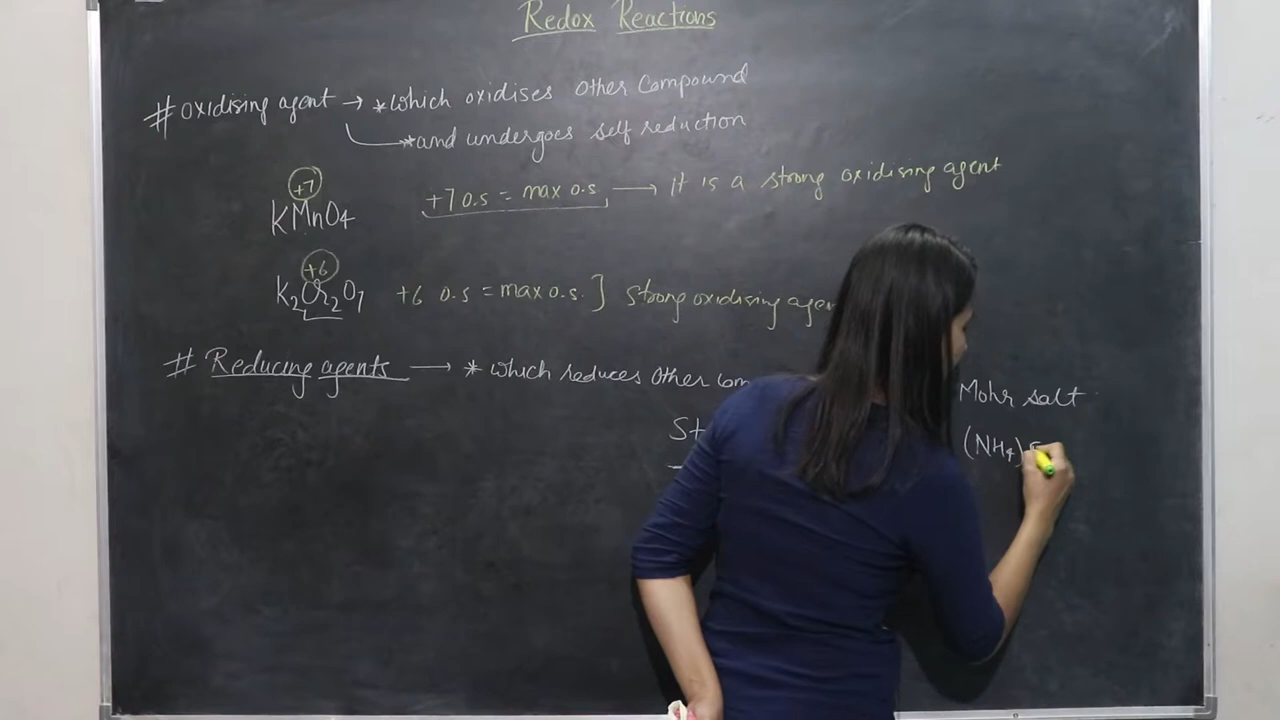 Redox Reactions
# oxidising agent → *which oxidises other compound
*and undergoes self reduction
+7
KMnO4 +7 o.s = max o.s → it is a strong oxidising agent
+6
K2Cr2O7 +6 o.s = max o.s. ] strong oxidising agen
# Reducing agents → * which reduces other com
Mohr salt
St
(NH4)